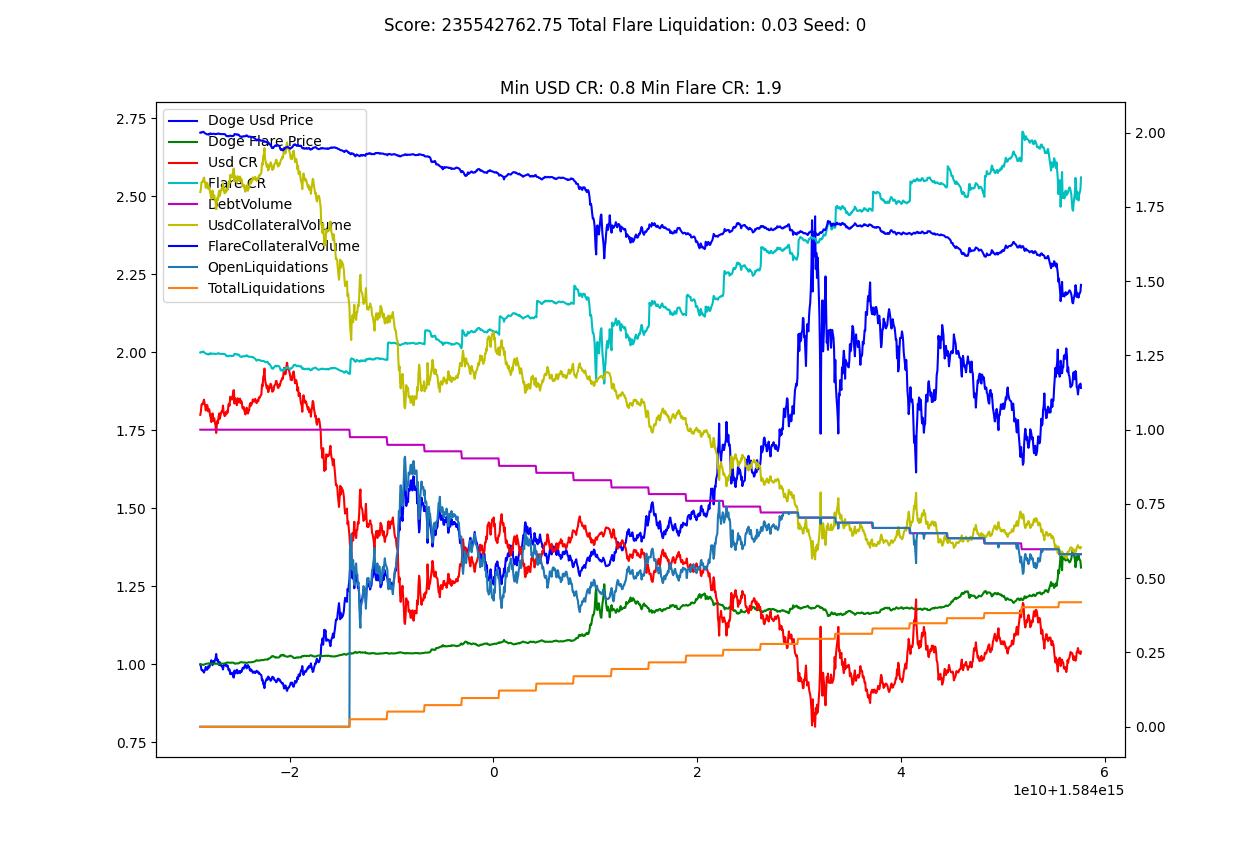 Score: 235542762.75 Total Flare Liquidation: 0.03 Seed: 0
Min USD CR: 0.8 Min Flare CR: 1.9
Doge Usd Price
Doge Flare Price
Usd CR
Flare CR
DebtVolume
UsdCollateralVolume
FlareCollateralVolume
OpenLiquidations
TotalLiquidations
2.75
2.50
2.25
2.00
1.75
1.50
1.25
1.00
0.75
2.00
1.75
1.50
1.25
1.00
0.75
0.50
0.25
0.00
−2
0
2
4
6
1e10+1.584e15